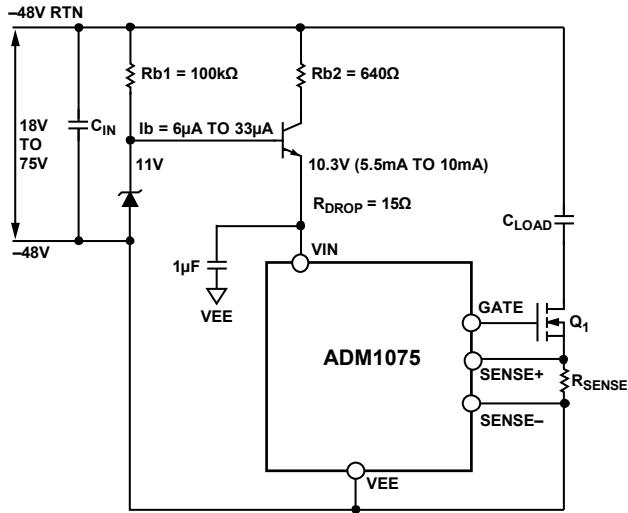 –48V RTN
Rb1 = 100kΩ
Rb2 = 640Ω
18V
TO
75V
CIN
Ib = 6µA TO 33µA
11V
10.3V (5.5mA TO 10mA)
RDROP = 15Ω
CLOAD
–48V
1µF
VIN
VEE
GATE
Q1
ADM1075
SENSE+
RSENSE
SENSE–
VEE